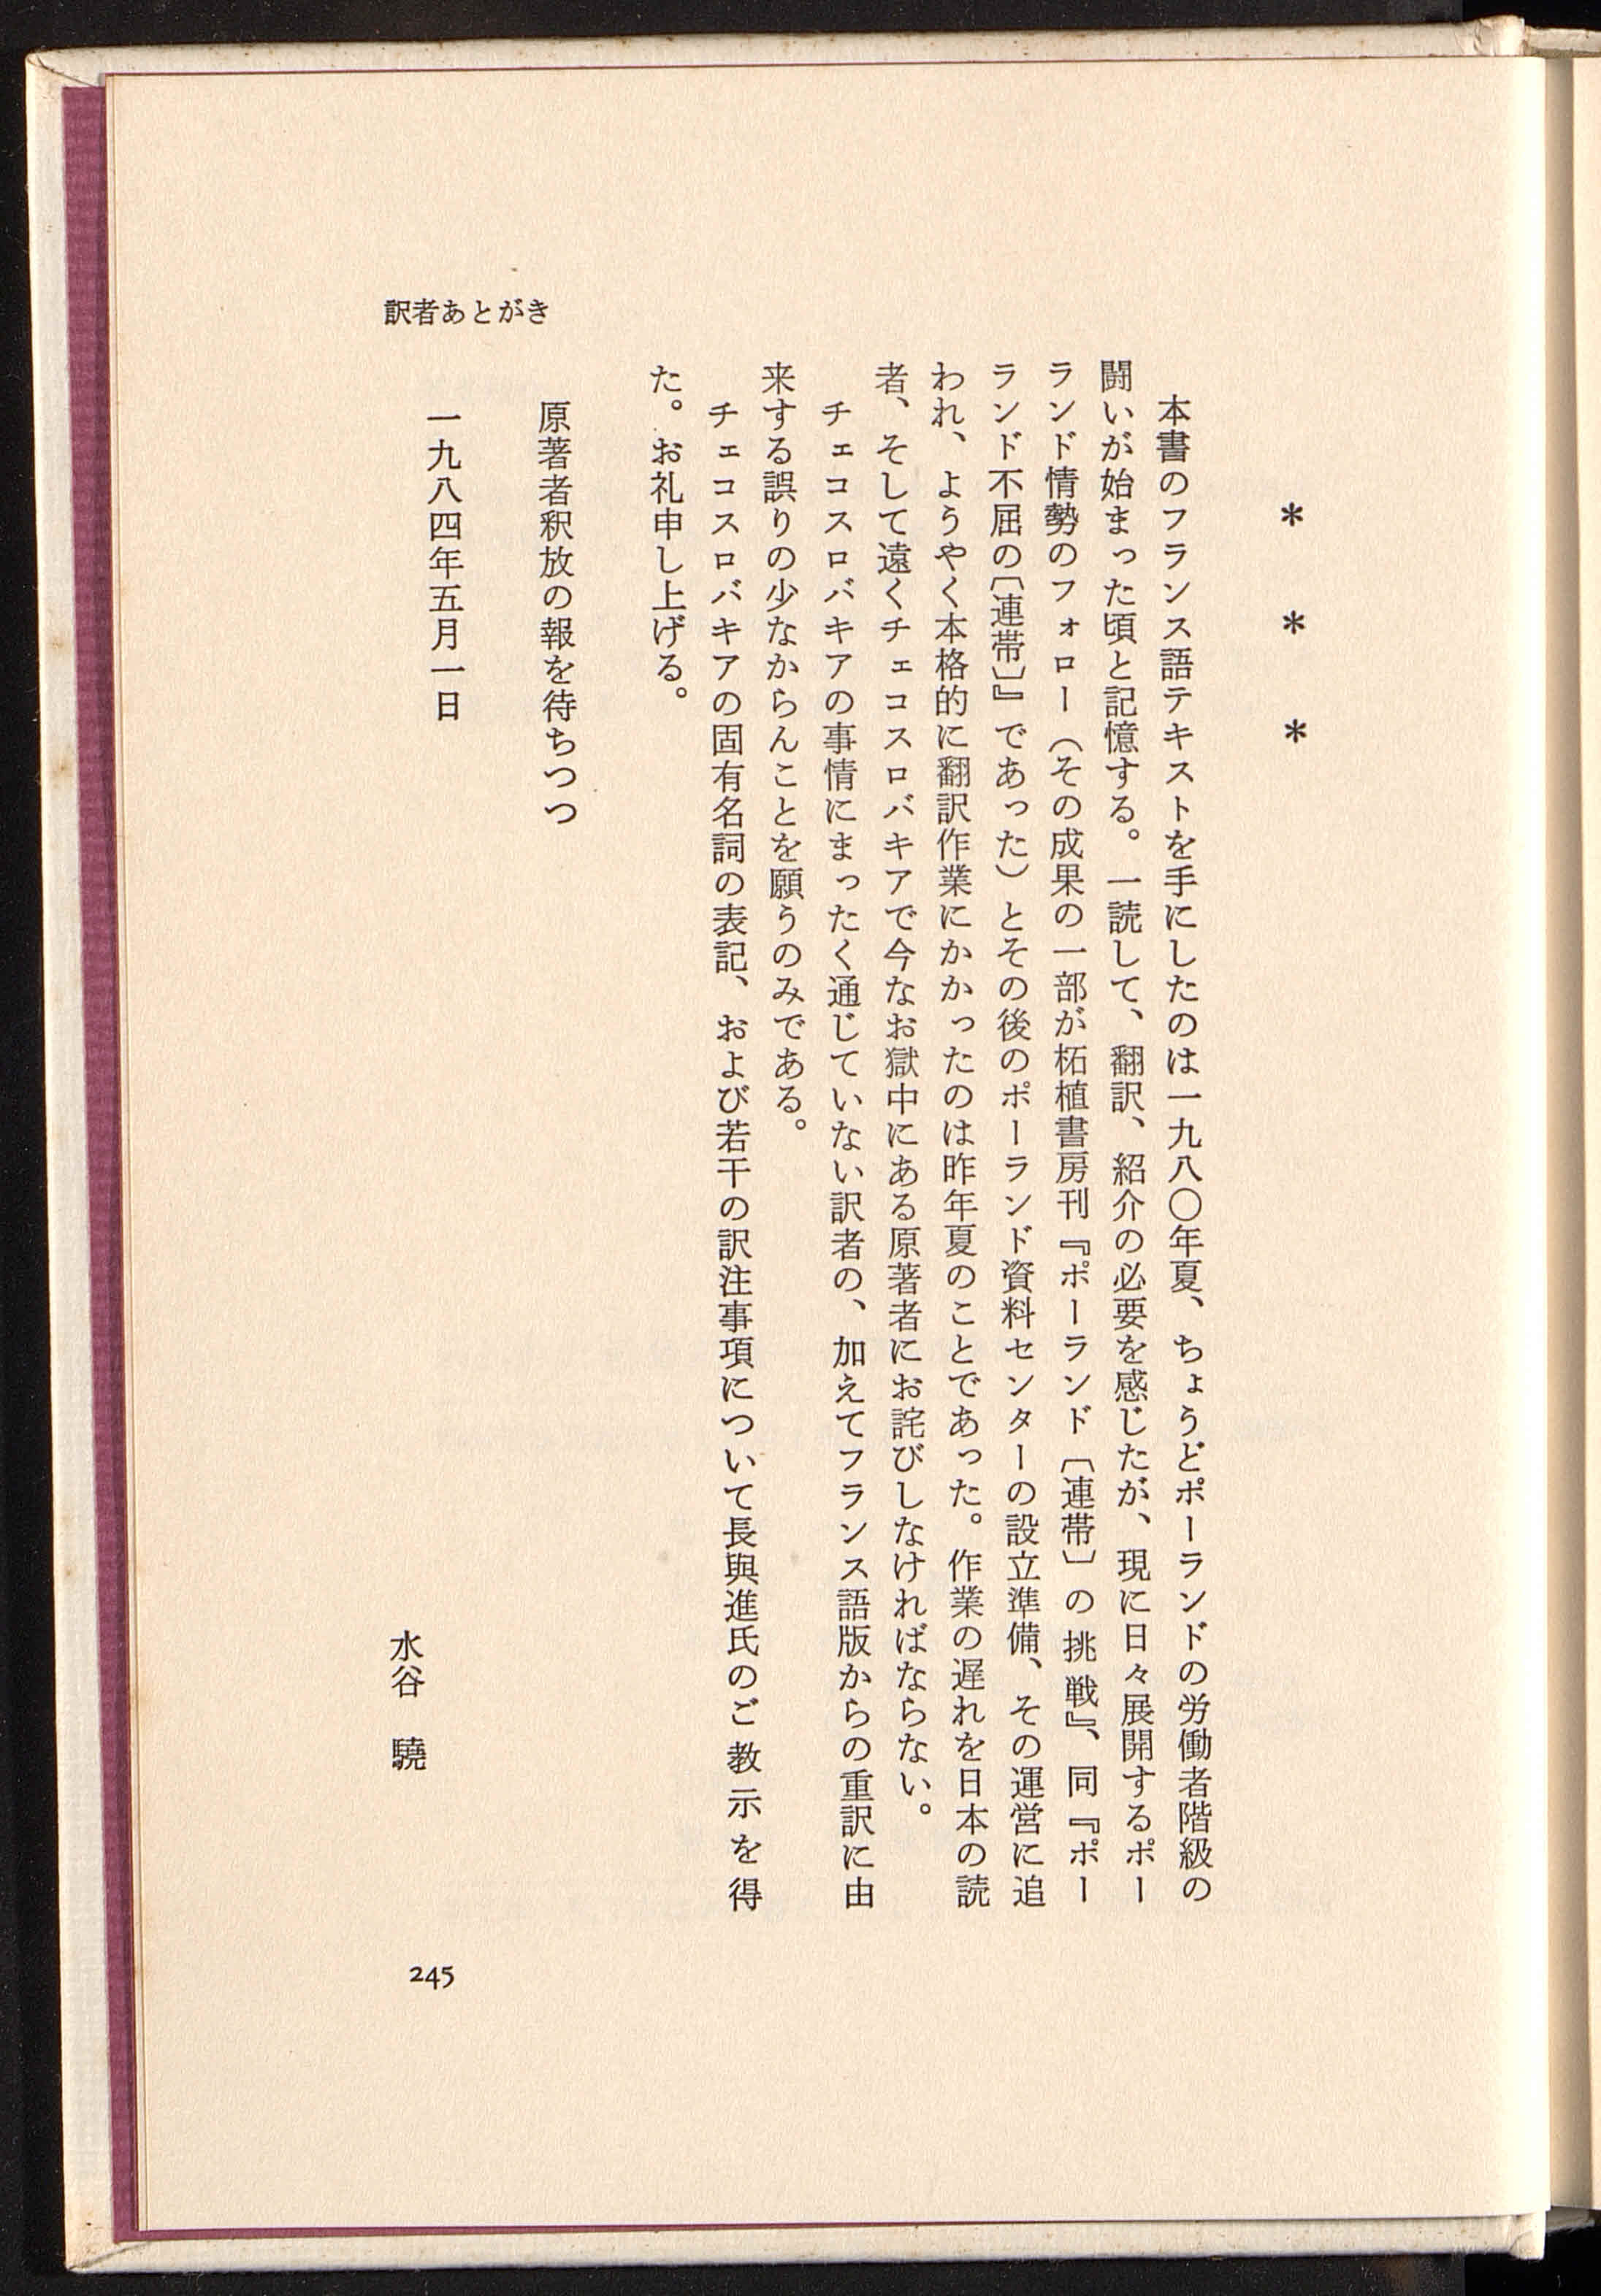 訳者あとがき
＊　＊　＊
本書のフランス語テキストを手にしたのは一九八〇年夏、ちょうどポーランドの労働者階級の
闘いが始まった頃と記憶する。一読して、翻訳、紹介の必要を感じたが、現に日々展開するポー
ランド情勢のフォロー（その成果の一部が柘植書房刊『ポーランド〔連帯〕の挑戦』、同『ポー
ランド不屈の〔連帯〕』であった）とその後のポーランド資料センターの設立準備、その運営に追
われ、ようやく本格的に翻訳作業にかかったのは昨年夏のことであった。作業の遅れを日本の読
者、そして遠くチェコスロバキアで今なお獄中にある原著者にお詫びしなければならない。
チェコスロバキアの事情にまったく通じていない訳者の、加えてフランス語版からの重訳に由
来する誤りの少なからんことを願うのみである。
チェコスロバキアの固有名詞の表記、および若干の訳注事項について長與進氏のご教示を得
た。お礼申し上げる。
原著者釈放の報を待ちつつ
一九八四年五月一日
水谷　驍
245